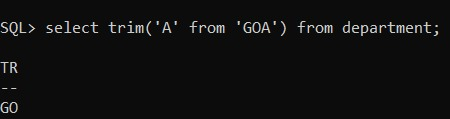 SQL> select trim('A' from 'GOA') from department;
TR
--
GO